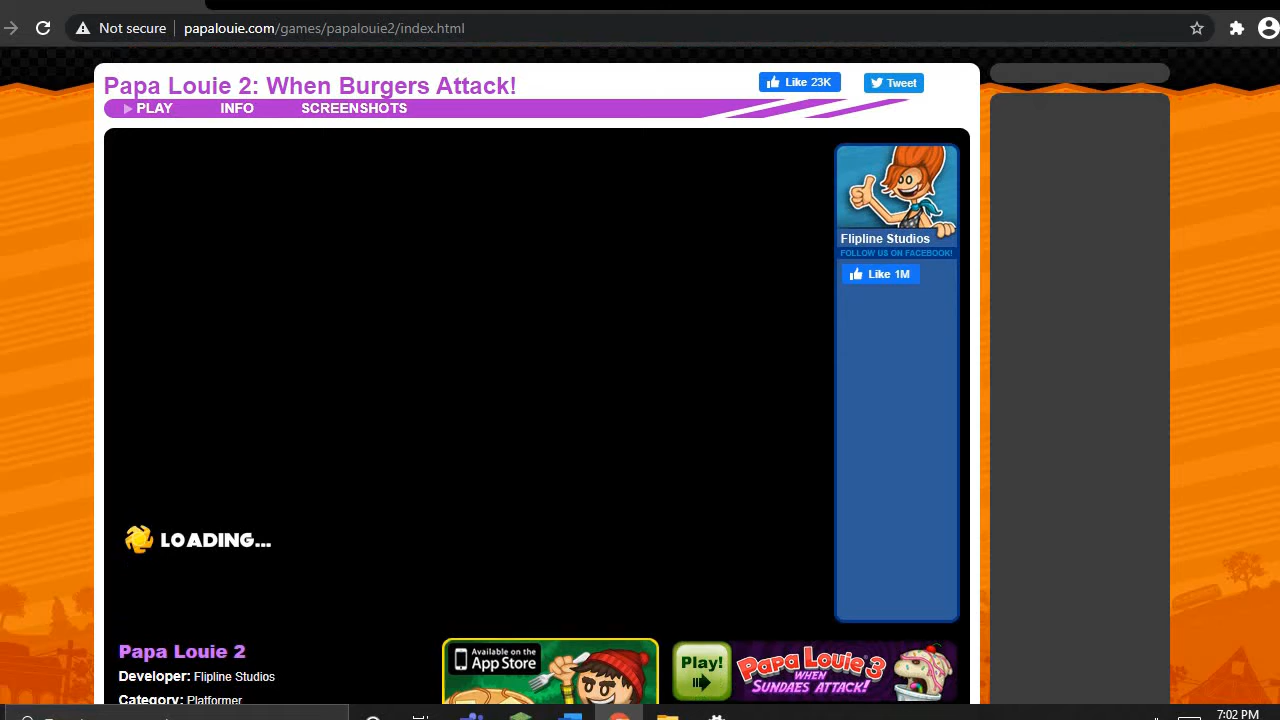 Not secure papalouie.com/games/papalouie2/index.html
Papa Louie 2: When Burgers Attack!
Like 23K
Tweet
PLAY INFO SCREENSHOTS
Flipline Studios
FOLLOW US ON FACEBOOK!
Like 1M
LOADING...
Papa Louie 2
Developer: Flipline Studios
Category: Platformer
Available on the
App Store
Play!
Papa Louie 3
WHEN
SUNDAES ATTACK!
7:02 PM